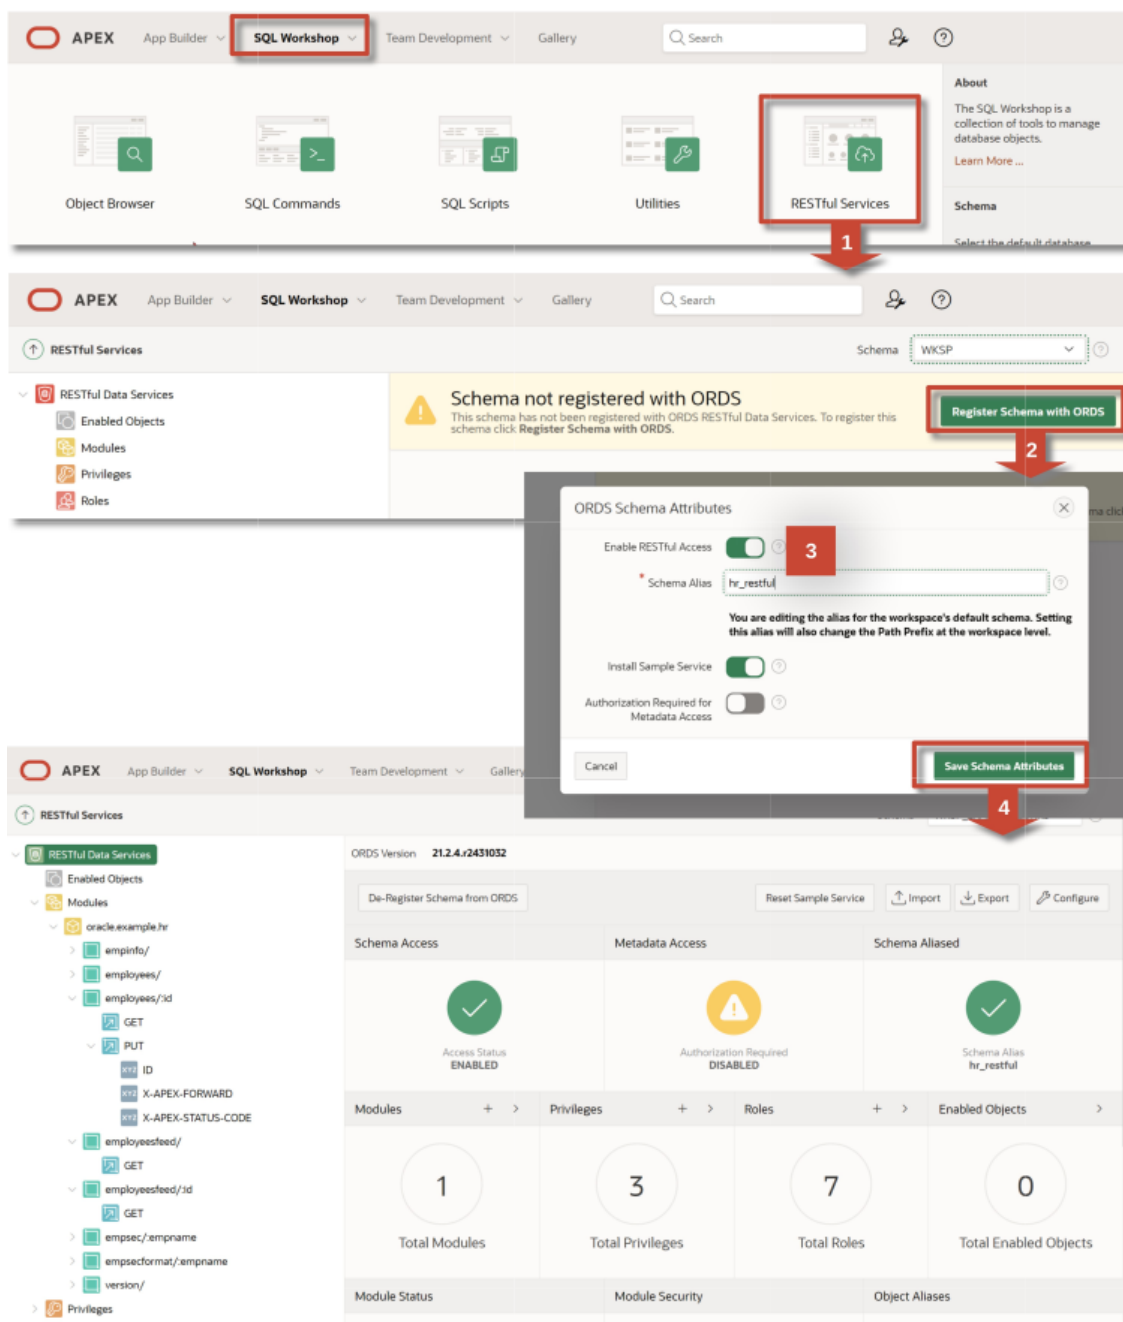 APEX App Builder SQL Workshop Team Development Gallery Search
About
The SQL Workshop is a
collection of tools to manage
database objects.
Learn More ...
Object Browser SQL Commands SQL Scripts Utilities RESTful Services
Schema
1
Select the default database
APEX App Builder SQL Workshop Team Development Gallery Search
RESTful Services Schema WKSP
RESTful Data Services
Enabled Objects
Modules
Privileges
Roles
Schema not registered with ORDS
This schema has not been registered with ORDS RESTful Data Services. To register this
schema click Register Schema with ORDS.
Register Schema with ORDS
2
ORDS Schema Attributes
ma clic
Enable RESTful Access
3
* Schema Alias hr_restful
You are editing the alias for the workspace's default schema. Setting
this alias will also change the Path Prefix at the workspace level.
Install Sample Service
Authorization Required for
Metadata Access
Cancel Save Schema Attributes
4
APEX App Builder SQL Workshop Team Development Gallery
RESTful Services
RESTful Data Services
Enabled Objects
Modules
oracle.example.hr
empinfo/
employees/
employees/:id
GET
PUT
XYZ ID
XYZ X-APEX-FORWARD
XYZ X-APEX-STATUS-CODE
employeesfeed/
GET
employeesfeed/:id
GET
empsec/:empname
empsecformat/:empname
version/
Privileges
ORDS Version 21.2.4.r2431032
De-Register Schema from ORDS Reset Sample Service Import Export Configure
Schema Access Metadata Access Schema Aliased
Access Status Authorization Required Schema Alias
ENABLED DISABLED hr_restful
Modules + > Privileges + > Roles + > Enabled Objects >
1 3 7 0
Total Modules Total Privileges Total Roles Total Enabled Objects
Module Status Module Security Object Aliases